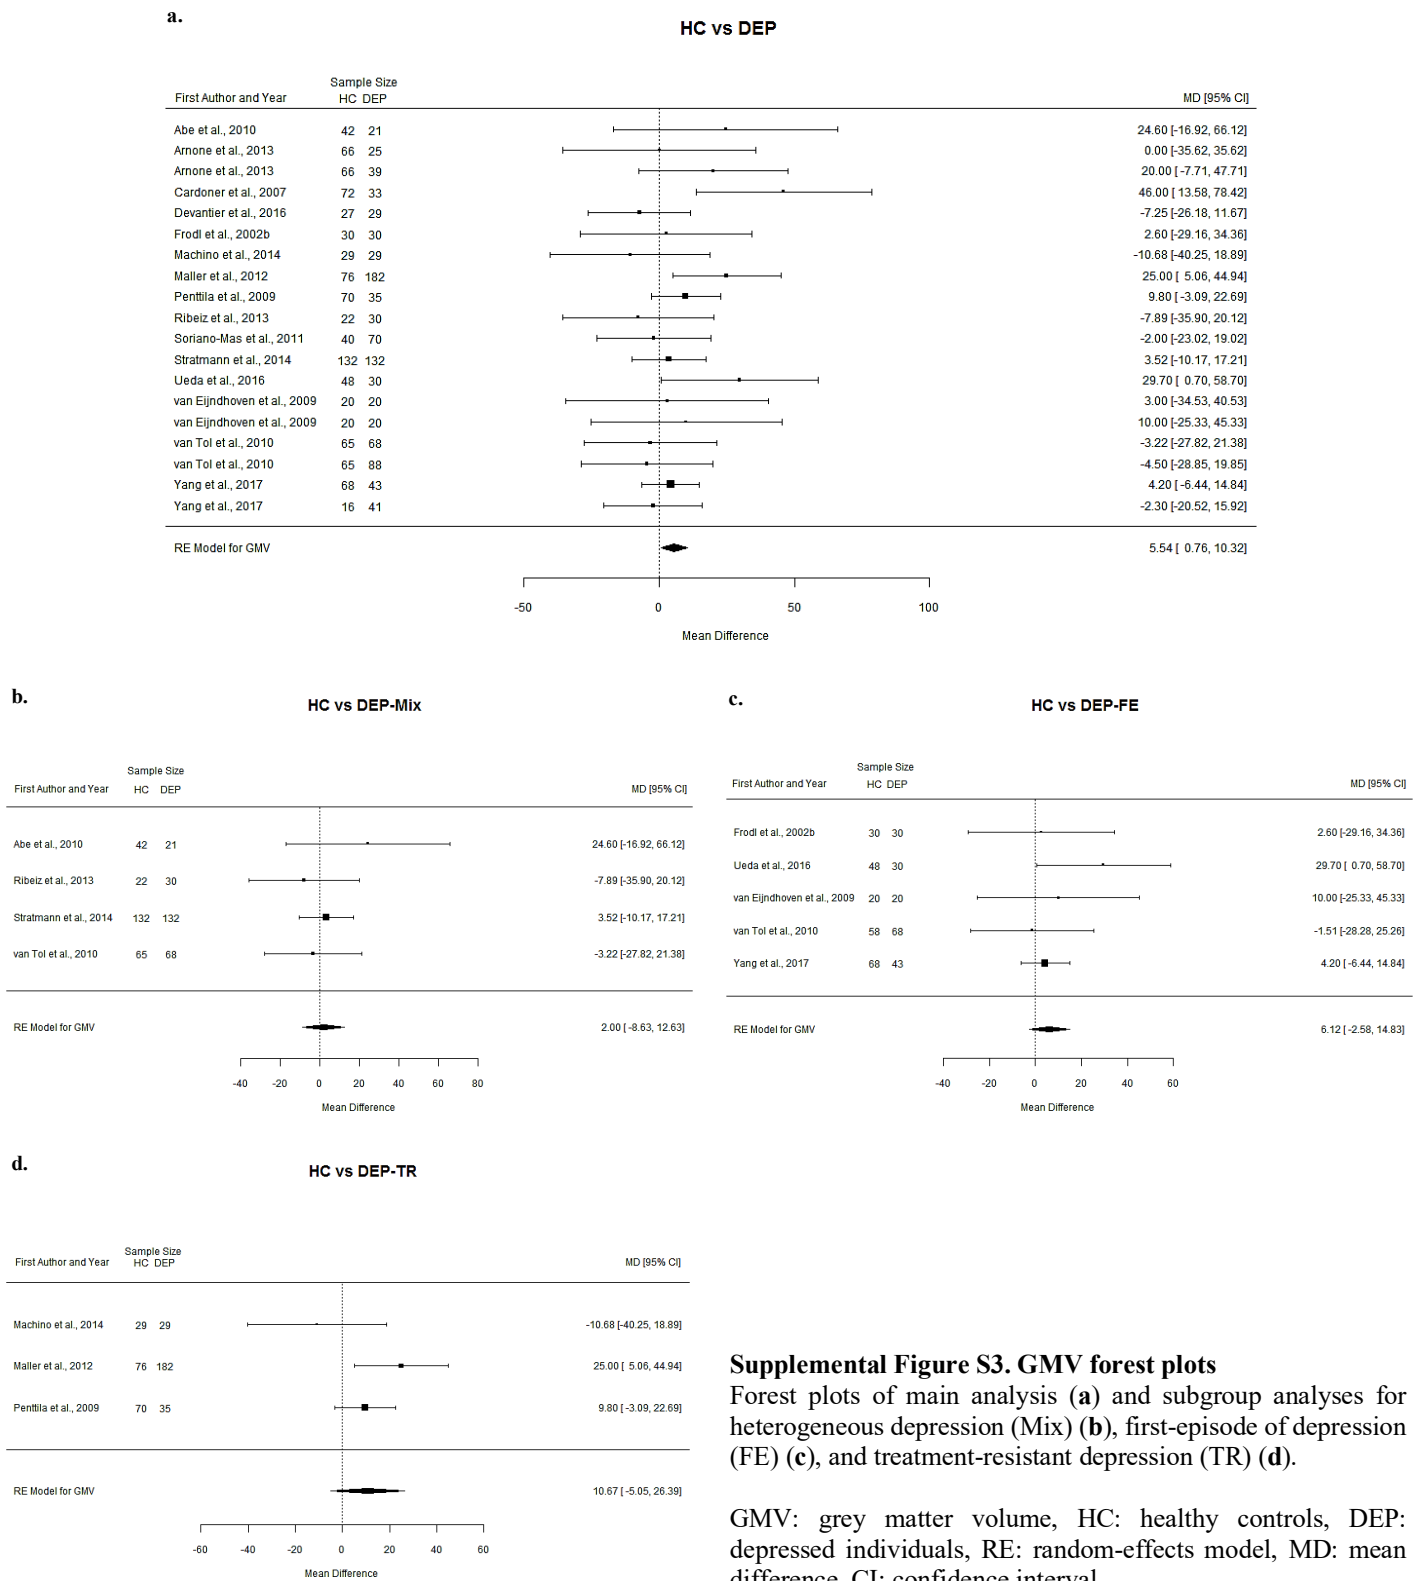 a.
HC vs DEP
Sample Size
First Author and Year HC DEP MD [95% CI]
Abe et al., 2010 42 21 24.60 [-16.92, 66.12]
Arnone et al., 2013 66 25 0.00 [-35.62, 35.62]
Arnone et al., 2013 66 39 20.00 [ -7.71, 47.71]
Cardoner et al., 2007 72 33 46.00 [ 13.58, 78.42]
Devantier et al., 2016 27 29 -7.25 [-26.18, 11.67]
Frodl et al., 2002b 30 30 2.60 [-29.16, 34.36]
Machino et al., 2014 29 29 -10.68 [-40.25, 18.89]
Maller et al., 2012 76 182 25.00 [ 5.06, 44.94]
Penttila et al., 2009 70 35 9.80 [ -3.09, 22.69]
Ribeiz et al., 2013 22 30 -7.89 [-35.90, 20.12]
Soriano-Mas et al., 2011 40 70 -2.00 [-23.02, 19.02]
Stratmann et al., 2014 132 132 3.52 [-10.17, 17.21]
Ueda et al., 2016 48 30 29.70 [ 0.70, 58.70]
van Eijndhoven et al., 2009 20 20 3.00 [-34.53, 40.53]
van Eijndhoven et al., 2009 20 20 10.00 [-25.33, 45.33]
van Tol et al., 2010 65 68 -3.22 [-27.82, 21.38]
van Tol et al., 2010 65 88 -4.50 [-28.85, 19.85]
Yang et al., 2017 68 43 4.20 [ -6.44, 14.84]
Yang et al., 2017 16 41 -2.30 [-20.52, 15.92]
RE Model for GMV 5.54 [ 0.76, 10.32]
-50 0 50 100
Mean Difference
b.
HC vs DEP-Mix
Sample Size
First Author and Year HC DEP MD [95% CI]
Abe et al., 2010 42 21 24.60 [-16.92, 66.12]
Ribeiz et al., 2013 22 30 -7.89 [-35.90, 20.12]
Stratmann et al., 2014 132 132 3.52 [-10.17, 17.21]
van Tol et al., 2010 65 68 -3.22 [-27.82, 21.38]
RE Model for GMV 2.00 [ -8.63, 12.63]
-40 -20 0 20 40 60 80
Mean Difference
c.
HC vs DEP-FE
Sample Size
First Author and Year HC DEP MD [95% CI]
Frodl et al., 2002b 30 30 2.60 [-29.16, 34.36]
Ueda et al., 2016 48 30 29.70 [ 0.70, 58.70]
van Eijndhoven et al., 2009 20 20 10.00 [-25.33, 45.33]
van Tol et al., 2010 58 68 -1.51 [-28.28, 25.26]
Yang et al., 2017 68 43 4.20 [ -6.44, 14.84]
RE Model for GMV 6.12 [ -2.58, 14.83]
-40 -20 0 20 40 60
Mean Difference
d.
HC vs DEP-TR
Sample Size
First Author and Year HC DEP MD [95% CI]
Machino et al., 2014 29 29 -10.68 [-40.25, 18.89]
Maller et al., 2012 76 182 25.00 [ 5.06, 44.94]
Penttila et al., 2009 70 35 9.80 [ -3.09, 22.69]
RE Model for GMV 10.67 [ -5.05, 26.39]
-60 -40 -20 0 20 40 60
Mean Difference
Supplemental Figure S3. GMV forest plots
Forest plots of main analysis (a) and subgroup analyses for
heterogeneous depression (Mix) (b), first-episode of depression
(FE) (c), and treatment-resistant depression (TR) (d).
GMV: grey matter volume, HC: healthy controls, DEP:
depressed individuals, RE: random-effects model, MD: mean
difference, CI: confidence interval